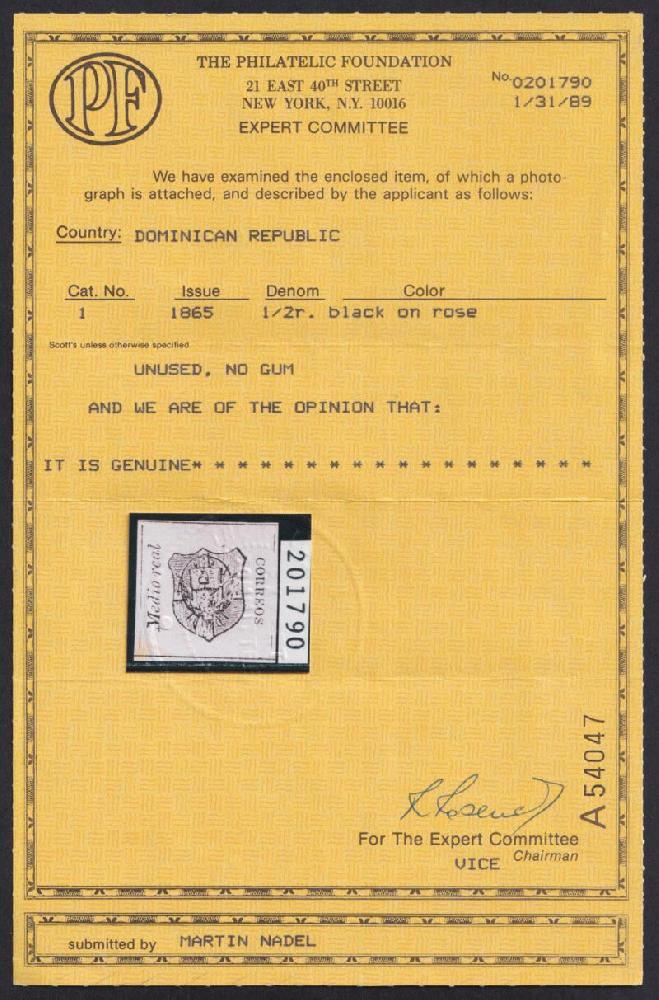 PF
THE PHILATELIC FOUNDATION
21 EAST 40TH STREET
NEW YORK, N.Y. 10016
EXPERT COMMITTEE
No. 0201790
1/31/89
We have examined the enclosed item, of which a photo-
graph is attached, and described by the applicant as follows:
Country: DOMINICAN REPUBLIC
Cat. No. Issue Denom Color
1 1865 1/2r. black on rose
Scott's unless otherwise specified
UNUSED, NO GUM
AND WE ARE OF THE OPINION THAT:
IT IS GENUINE* * * * * * * * * * * * * * * * * *
Medio real
CORREOS
201790
A 54047
For The Expert Committee
VICE Chairman
submitted by MARTIN NADEL